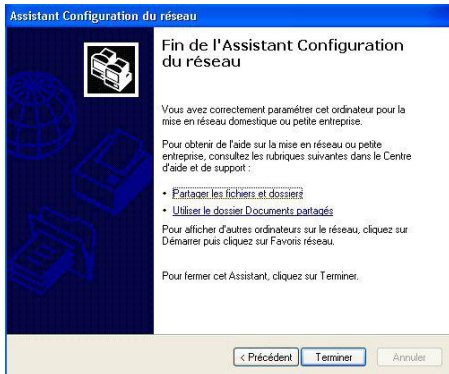 Assistant Configuration du réseau
Fin de l'Assistant Configuration
du réseau
Vous avez correctement paramétrer cet ordinateur pour la
mise en réseau domestique ou petite entreprise.
Pour obtenir de l'aide sur la mise en réseau ou petite
entreprise, consultez les rubriques suivantes dans le Centre
d'aide et de support :
• Partager les fichiers et dossiers
• Utiliser le dossier Documents partagés
Pour afficher d'autres ordinateurs sur le réseau, cliquez sur
Démarrer puis cliquez sur Favoris réseau.
Pour fermer cet Assistant, cliquez sur Terminer.
< Précédent
Terminer
Annuler